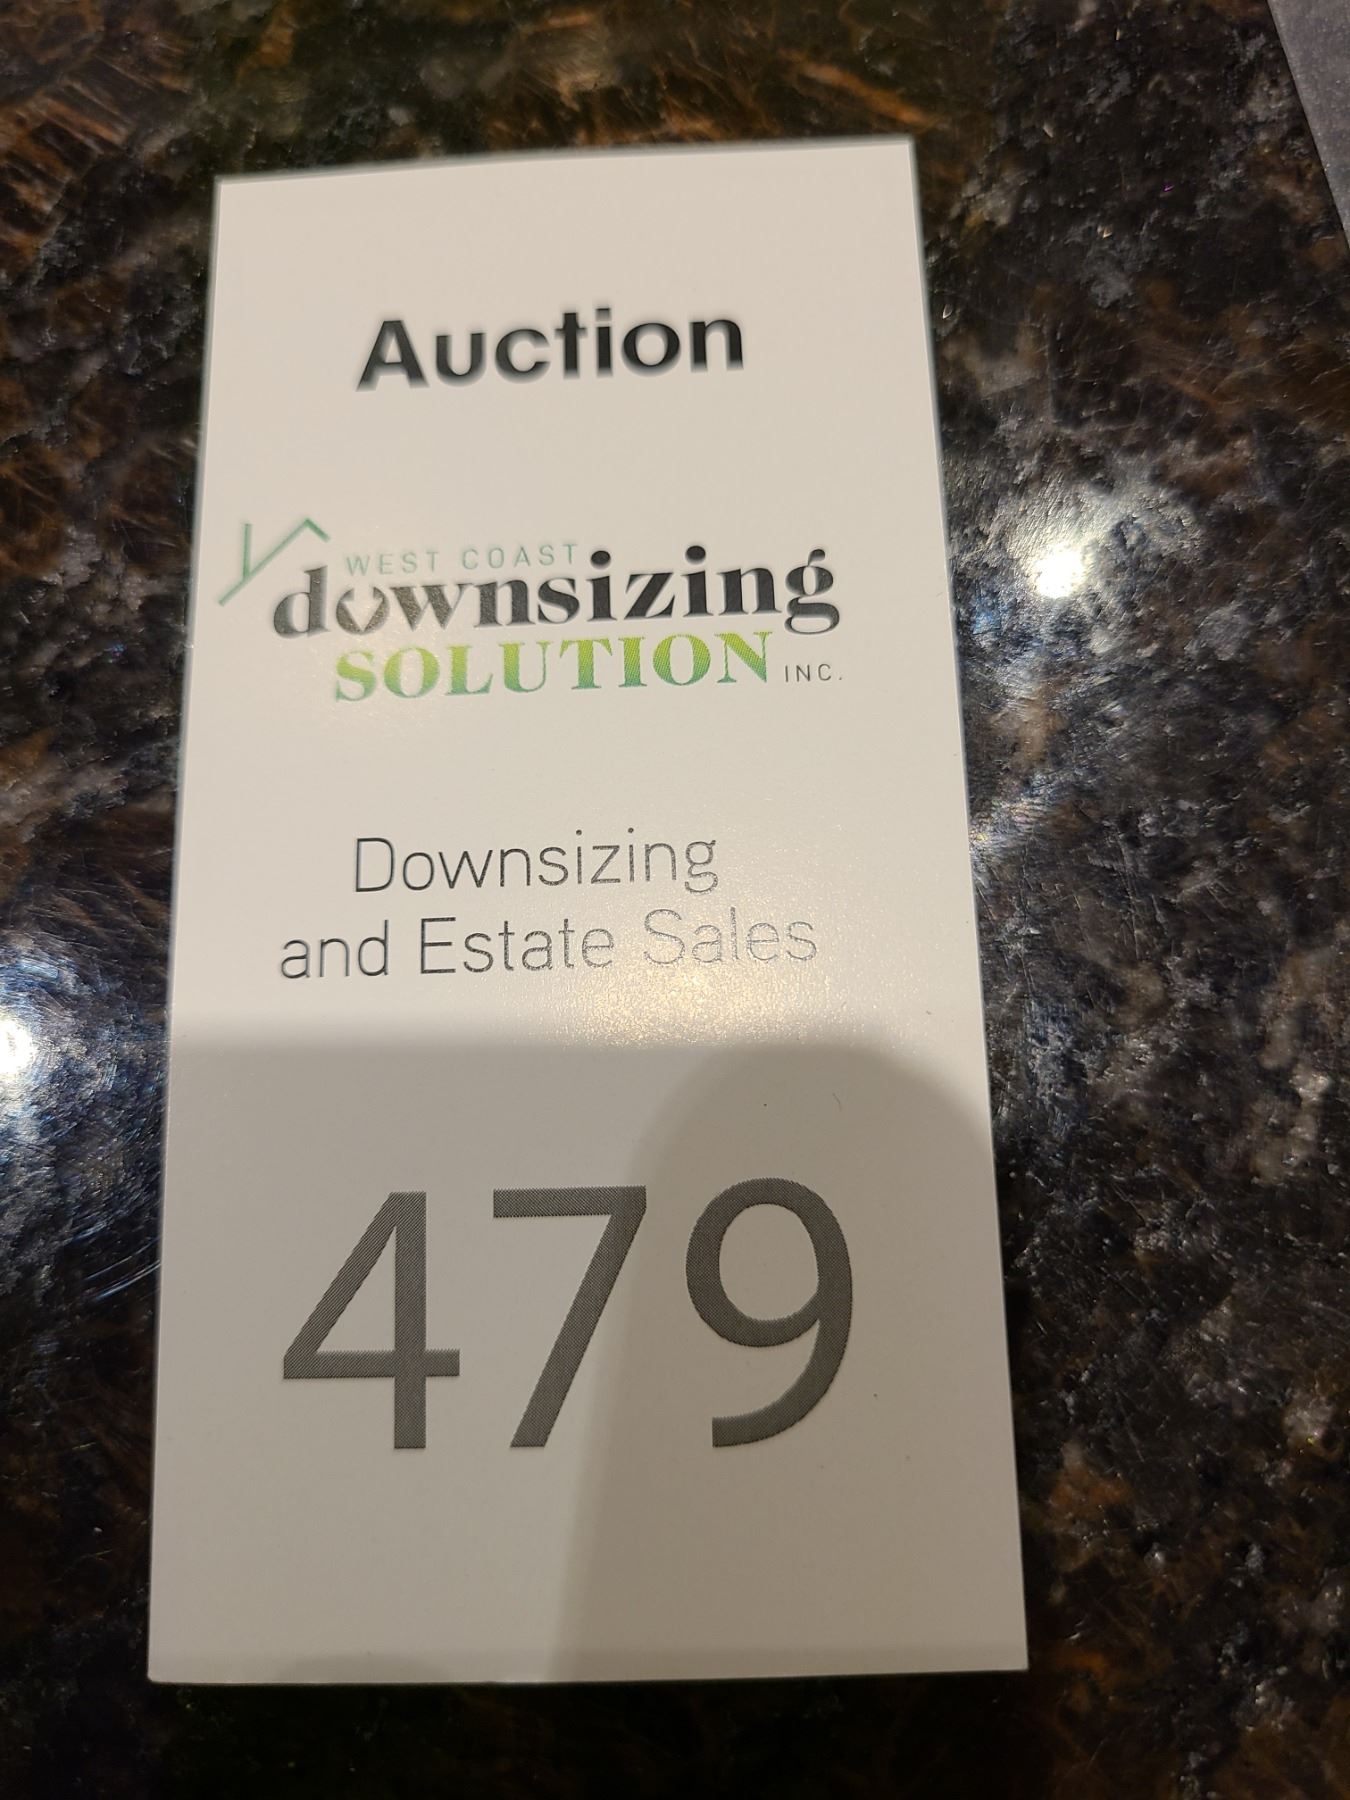 Auction
WEST COAST
downsizing
SOLUTION INC.
Downsizing
and Estate Sales
479